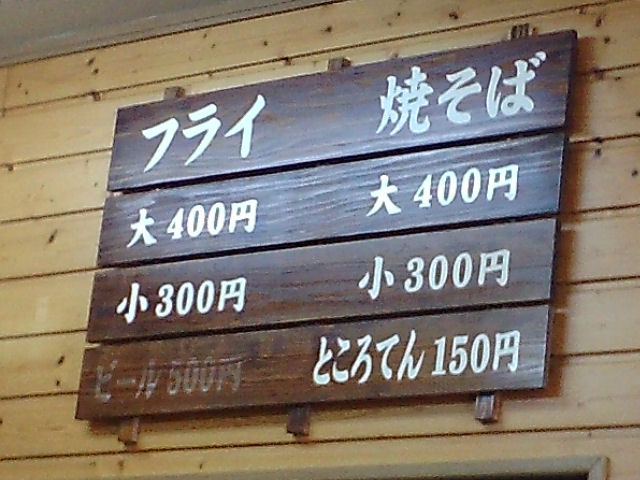 フライ 焼そば
大 400円 大 400円
小 300円 小 300円
ビール 500円 ところてん 150円